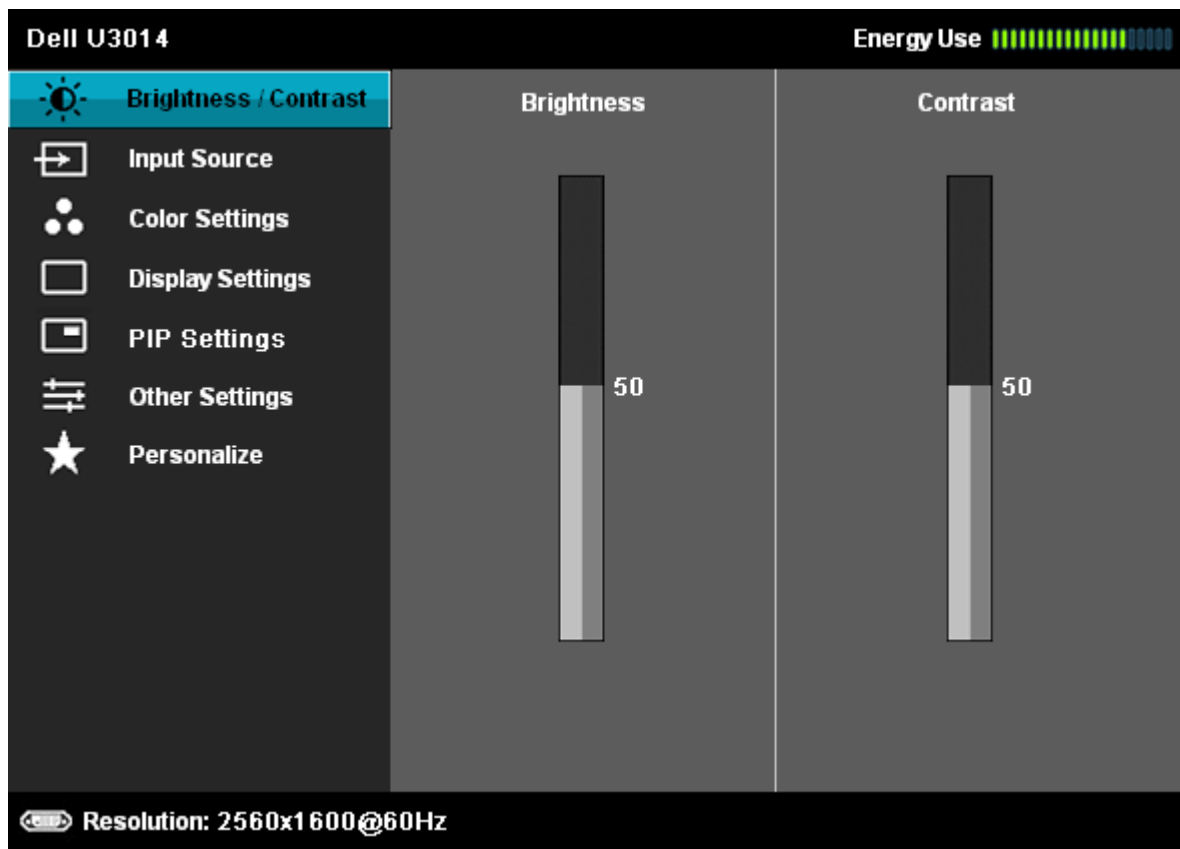 Dell U3014
Energy Use
Brightness / Contrast
Input Source
Color Settings
Display Settings
PIP Settings
Other Settings
Personalize
Brightness
50
Contrast
50
Resolution: 2560x1600@60Hz